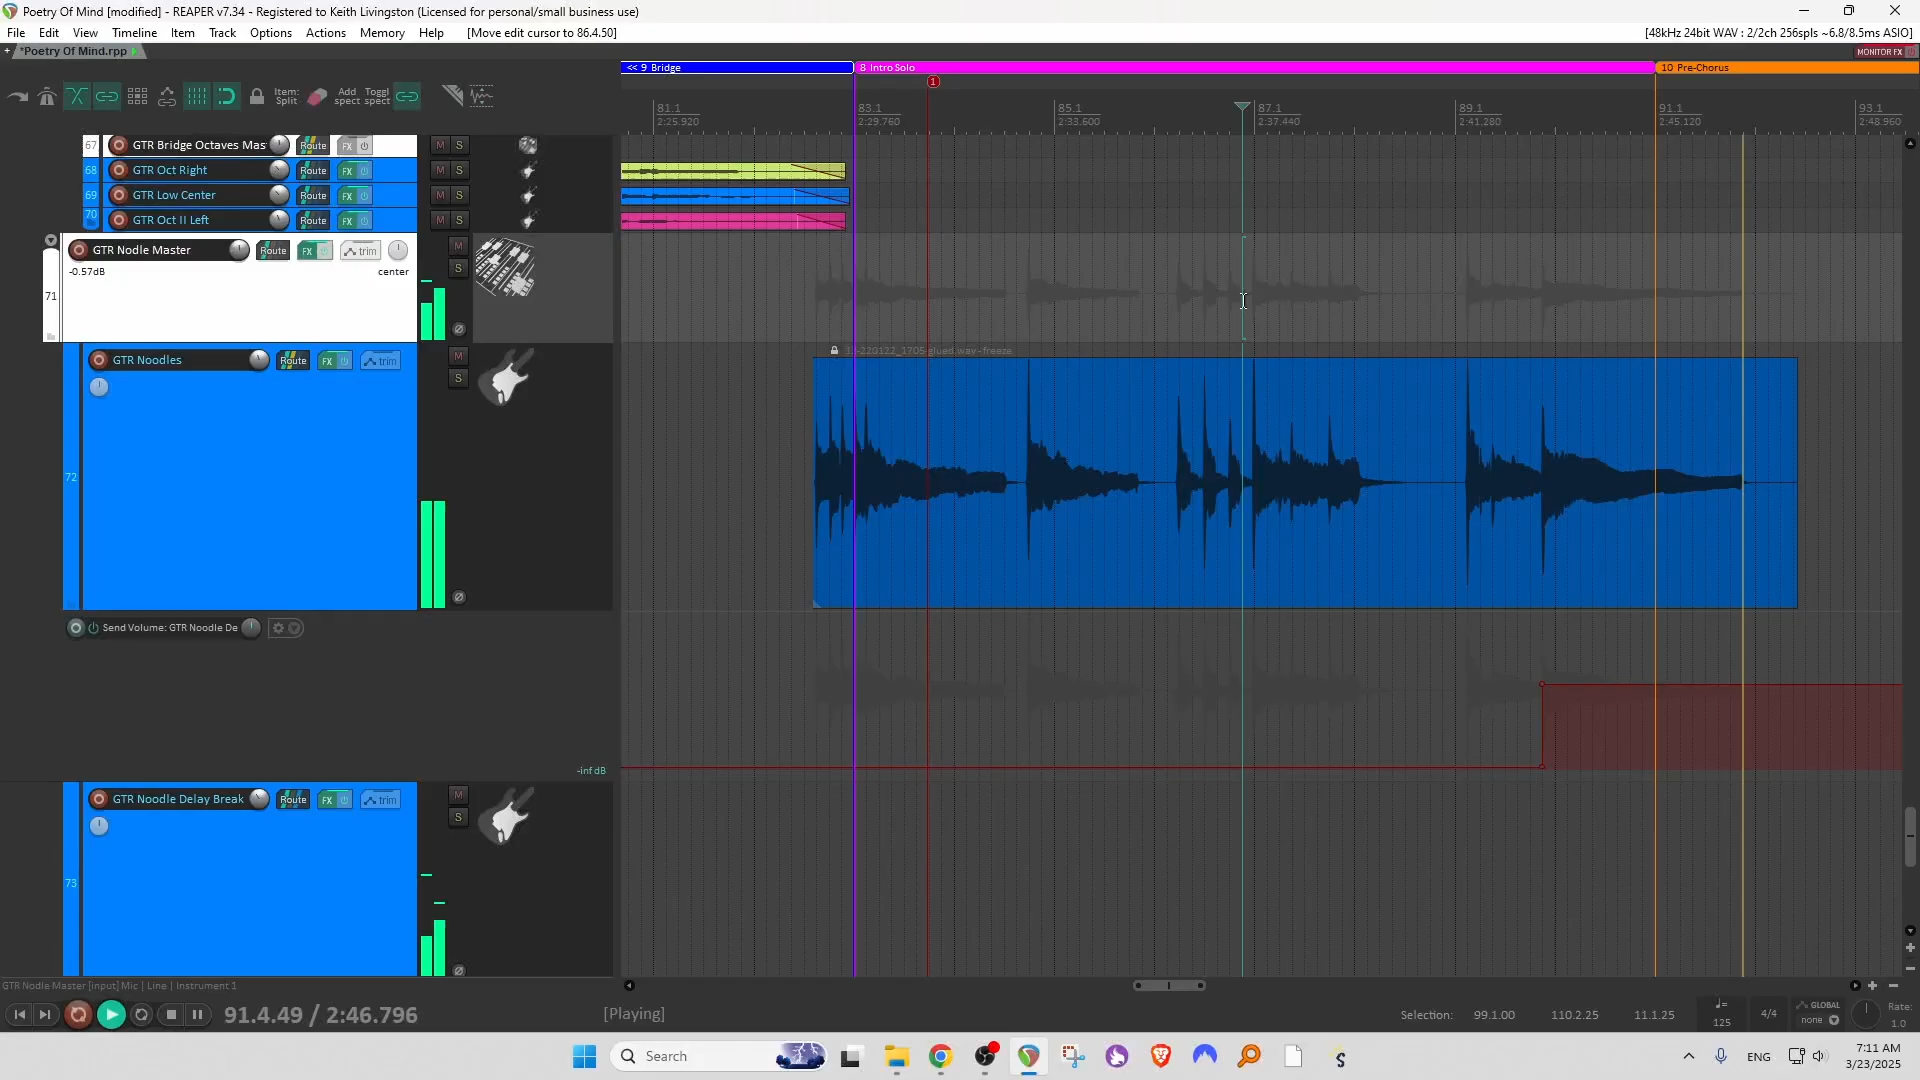 Poetry Of Mind [modified] - REAPER v7.34 - Registered to Keith Livingston (Licensed for personal/small business use)
File Edit View Timeline Item Track Options Actions Memory Help [Move edit cursor to 86.4.50] [48kHz 24bit WAV : 2/2ch 256spls ~6.8/8.5ms ASIO]
+ *Poetry Of Mind.rpp MONITOR FX
<< 9 Bridge 8 Intro Solo 10 Pre-Chorus
1
Item: Split Add spect Toggl spect
81.1 83.1 85.1 87.1 89.1 91.1 93.1
2:25.920 2:29.760 2:33.600 2:37.440 2:41.280 2:45.120 2:48.960
67 GTR Bridge Octaves Mas Route FX M S
68 GTR Oct Right Route FX M S
69 GTR Low Center Route FX M S
70 GTR Oct II Left Route FX M S
GTR Nodle Master Route FX trim M
-0.57dB center S
71
GTR Noodles Route FX trim M S
-220122_1705-glued.wav - freeze
72
Send Volume: GTR Noodle De
-inf dB
GTR Noodle Delay Break Route FX trim M S
73
GTR Nodle Master [input] Mic | Line | Instrument 1
91.4.49 / 2:46.796 [Playing] Selection: 99.1.00 110.2.25 11.1.25 125 4/4 GLOBAL none Rate: 1.0
Search ENG 7:11 AM
3/23/2025